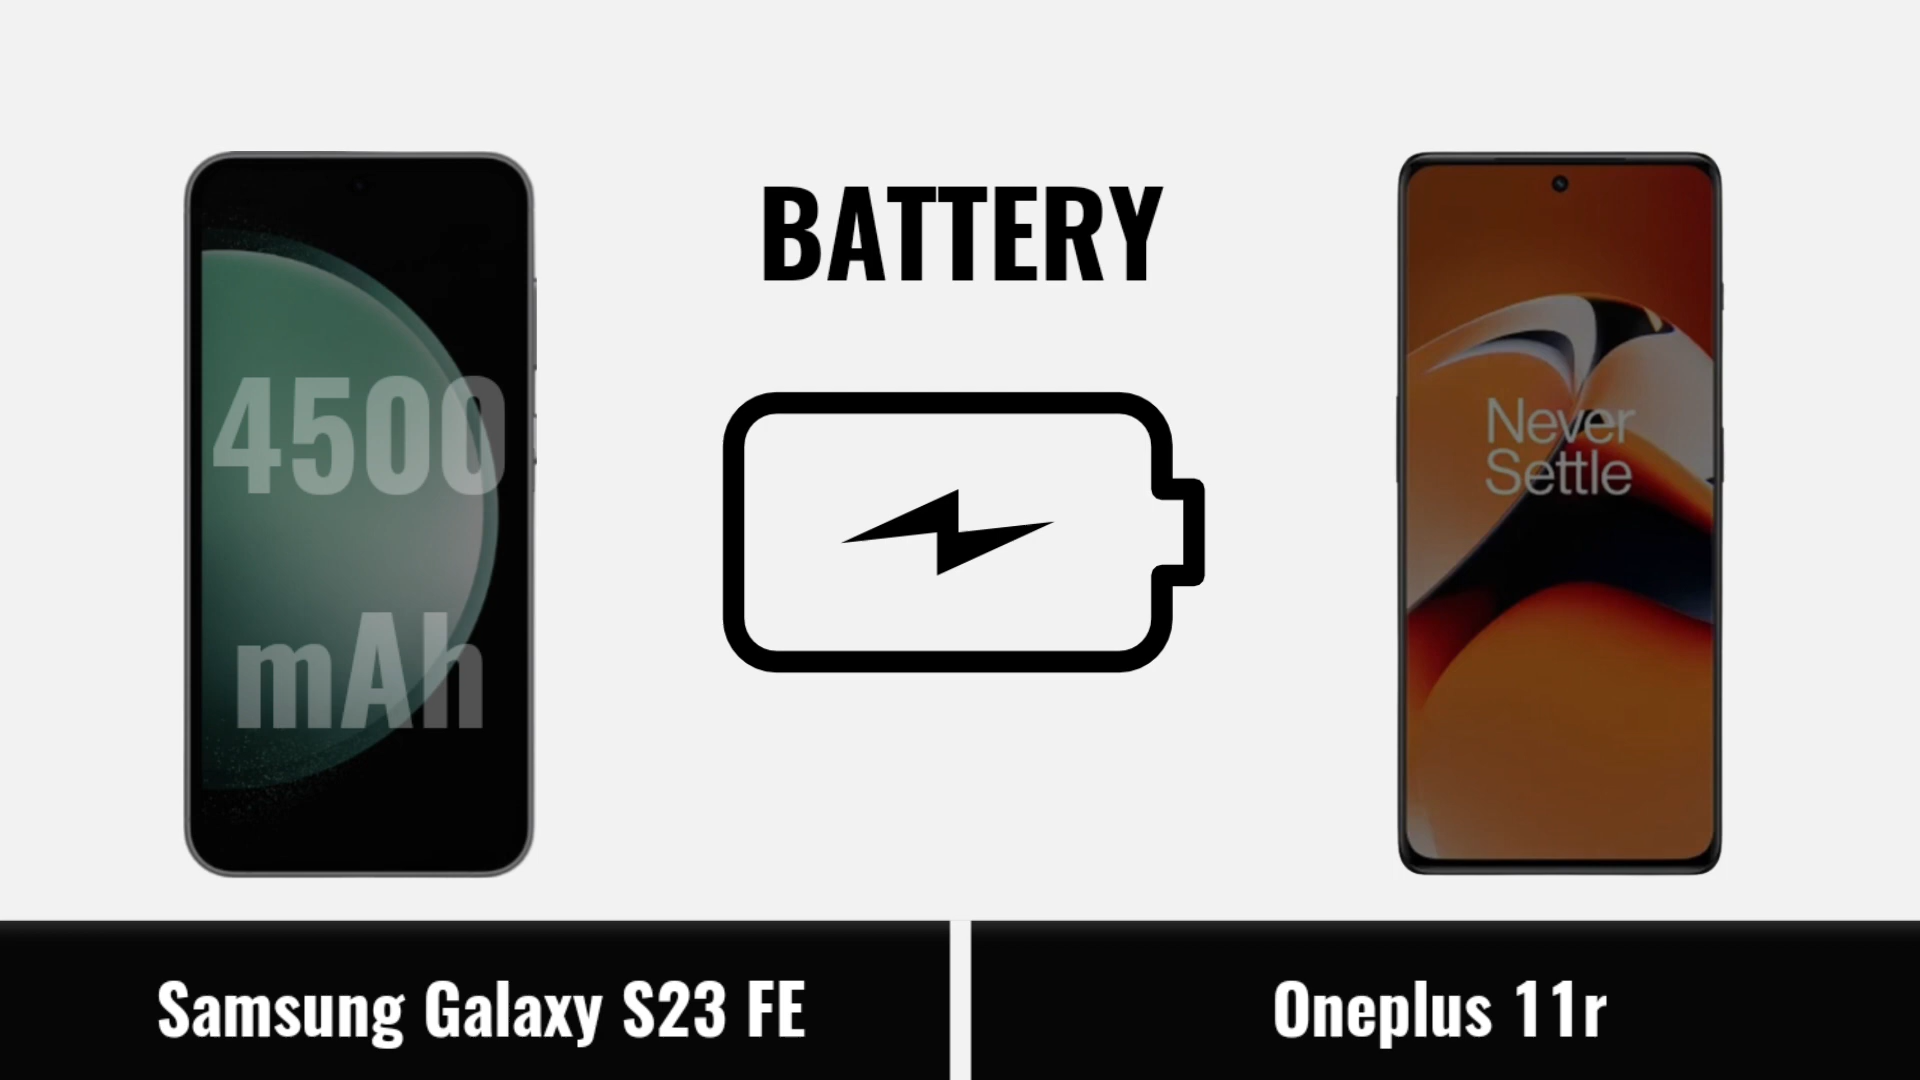 BATTERY
4500
mAh
Never
Settle
Samsung Galaxy S23 FE
Oneplus 11r